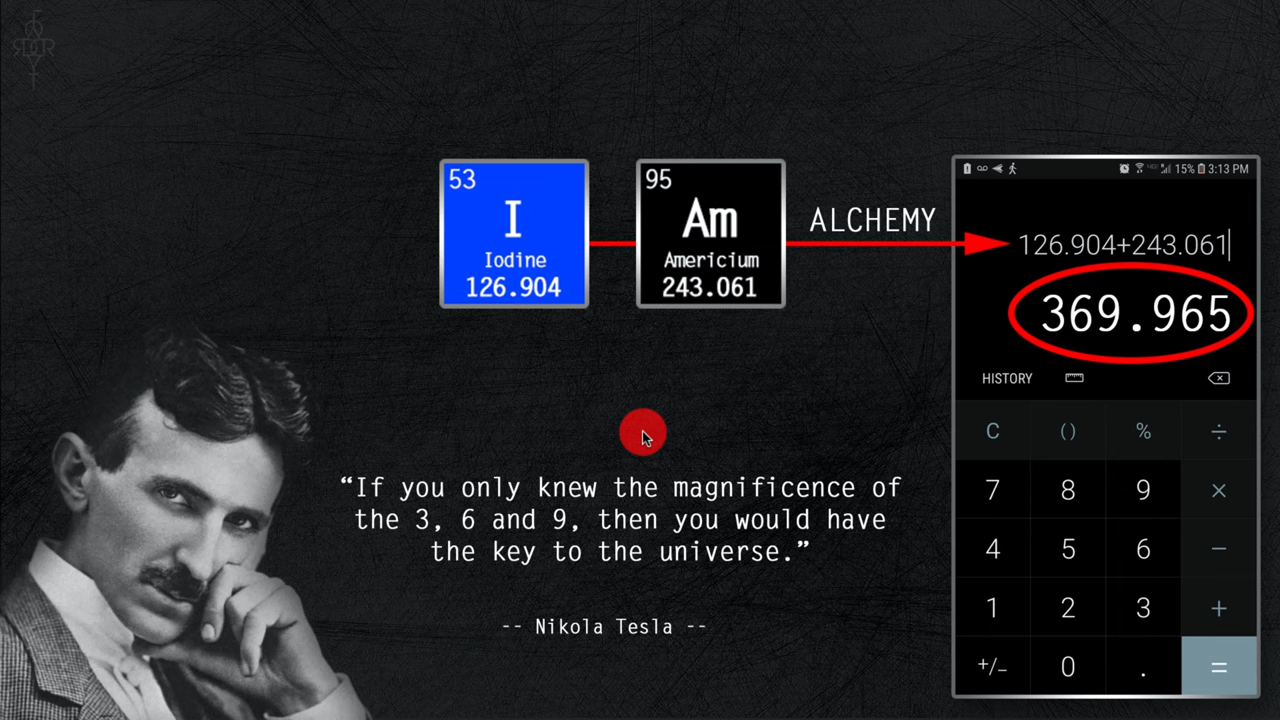 53
I
Iodine
126.904
95
Am
Americium
243.061
ALCHEMY
15% 3:13 PM
126.904+243.061
369.965
HISTORY
C () % ÷
7 8 9 ×
4 5 6 −
1 2 3 +
+/− 0 . =
“If you only knew the magnificence of
the 3, 6 and 9, then you would have
the key to the universe.”
-- Nikola Tesla --